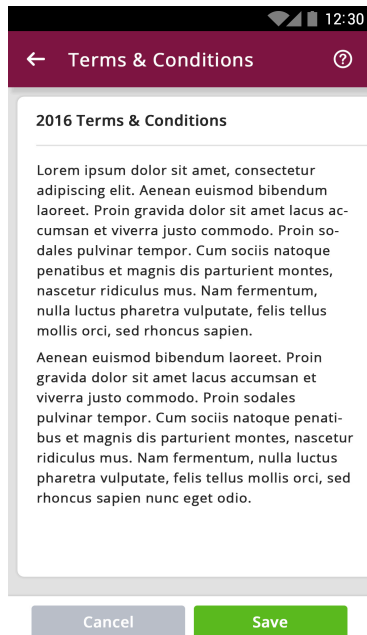 12:30
Terms & Conditions
2016 Terms & Conditions
Lorem ipsum dolor sit amet, consectetur
adipiscing elit. Aenean euismod bibendum
laoreet. Proin gravida dolor sit amet lacus ac-
cumsan et viverra justo commodo. Proin so-
dales pulvinar tempor. Cum sociis natoque
penatibus et magnis dis parturient montes,
nascetur ridiculus mus. Nam fermentum,
nulla luctus pharetra vulputate, felis tellus
mollis orci, sed rhoncus sapien.
Aenean euismod bibendum laoreet. Proin
gravida dolor sit amet lacus accumsan et
viverra justo commodo. Proin sodales
pulvinar tempor. Cum sociis natoque penati-
bus et magnis dis parturient montes, nascetur
ridiculus mus. Nam fermentum, nulla luctus
pharetra vulputate, felis tellus mollis orci, sed
rhoncus sapien nunc eget odio.
Cancel Save